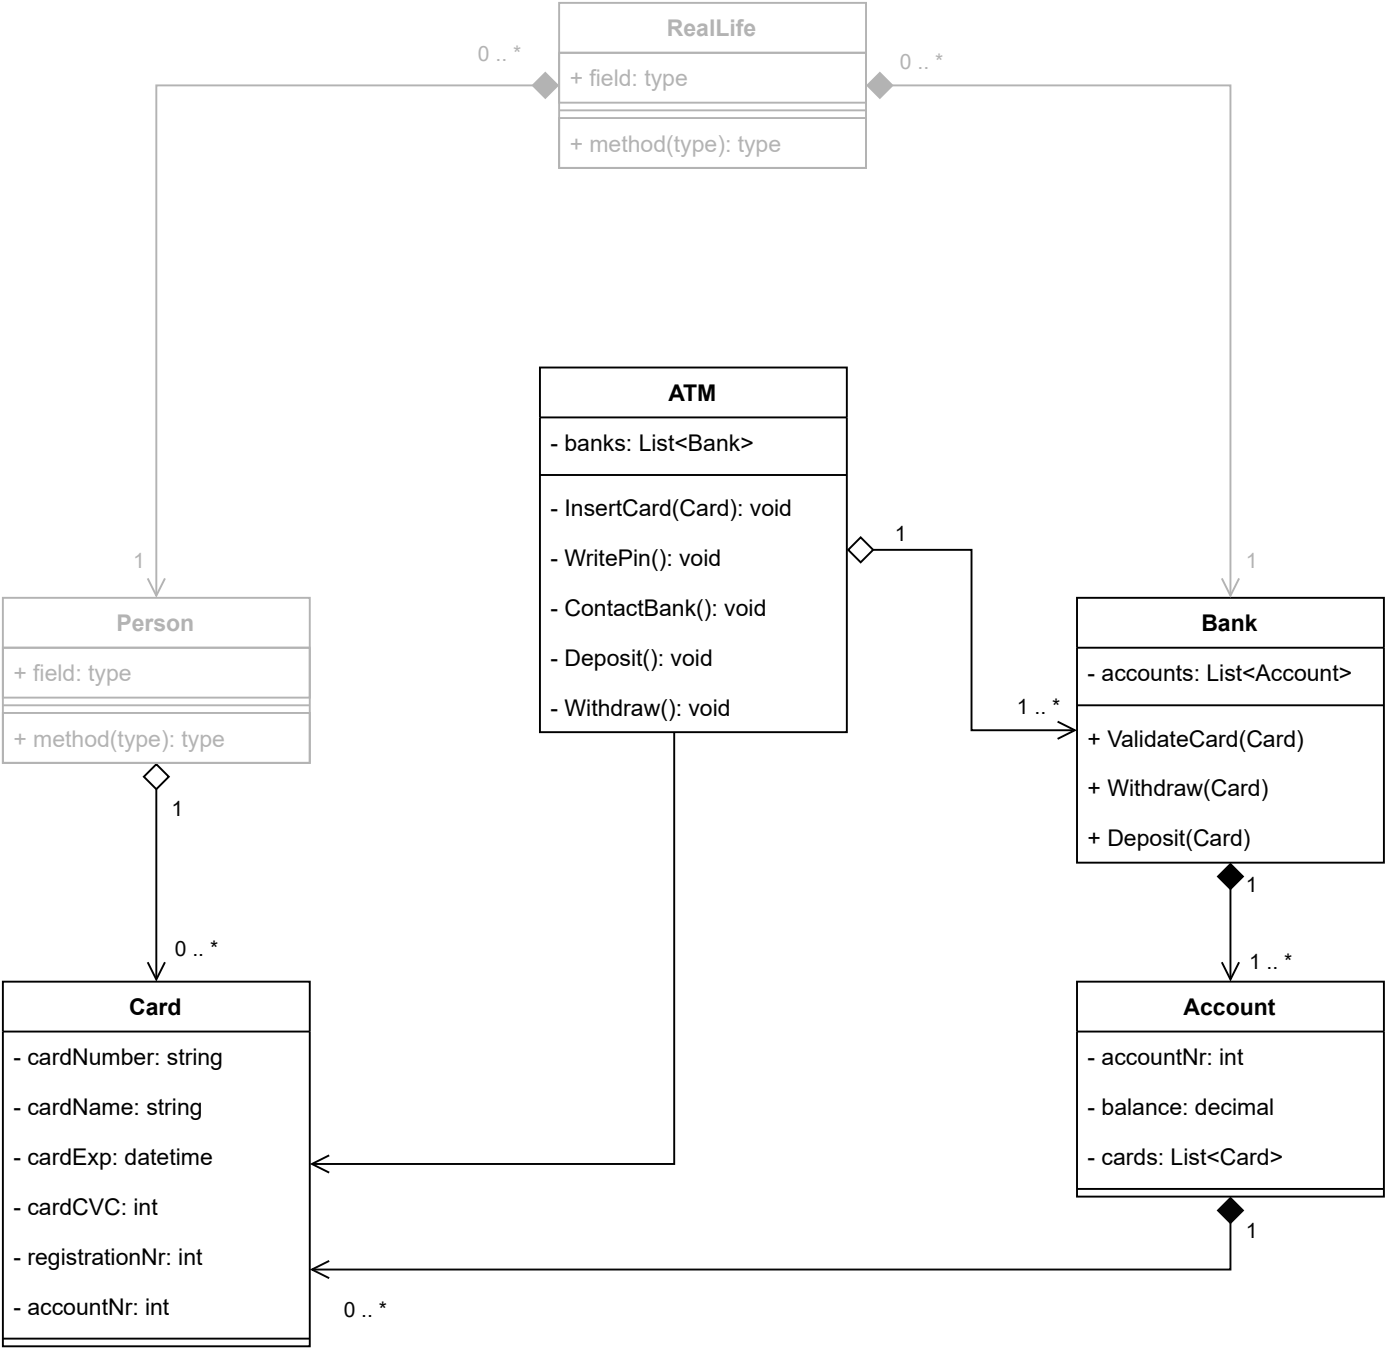 RealLife
+ field: type
+ method(type): type
0 .. *
0 .. *
1
1
ATM
- banks: List<Bank>
- InsertCard(Card): void
- WritePin(): void
- ContactBank(): void
- Deposit(): void
- Withdraw(): void
1
1 .. *
Person
+ field: type
+ method(type): type
1
0 .. *
Bank
- accounts: List<Account>
+ ValidateCard(Card)
+ Withdraw(Card)
+ Deposit(Card)
1
1 .. *
Card
- cardNumber: string
- cardName: string
- cardExp: datetime
- cardCVC: int
- registrationNr: int
- accountNr: int
Account
- accountNr: int
- balance: decimal
- cards: List<Card>
1
0 .. *